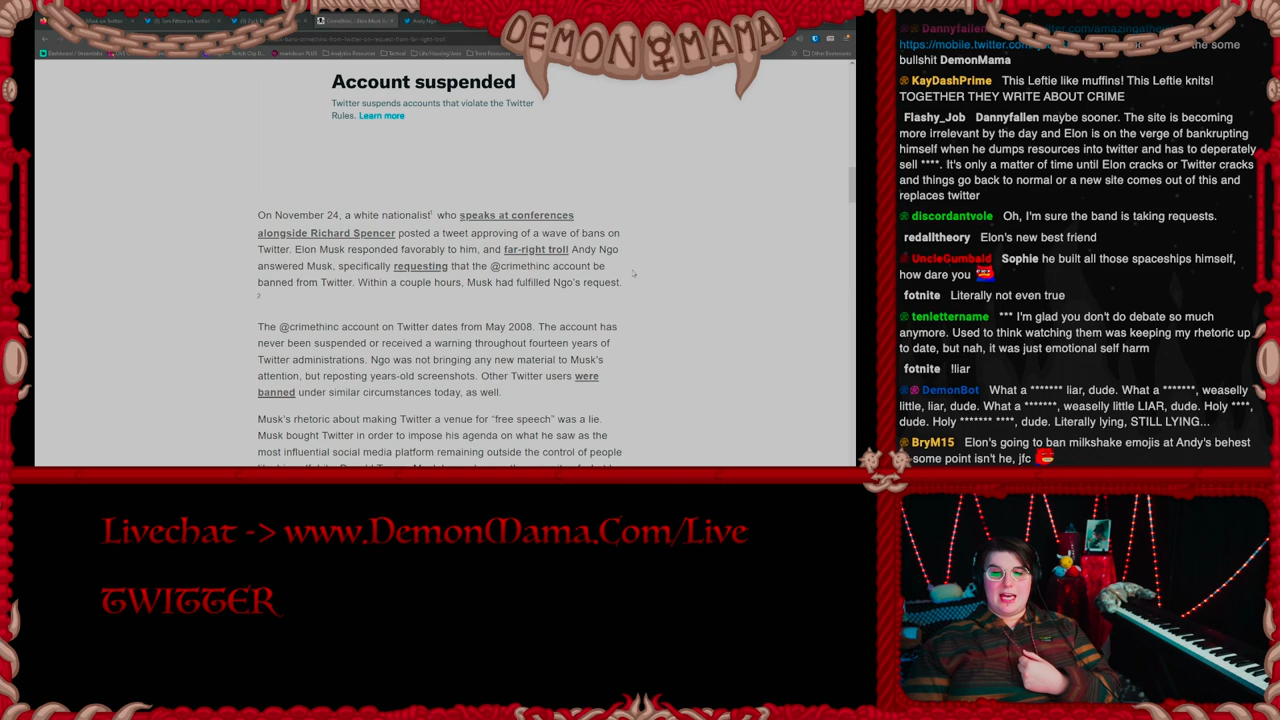 DEMON MAMA
Account suspended
Twitter suspends accounts that violate the Twitter
Rules. Learn more
On November 24, a white nationalist¹ who speaks at conferences
alongside Richard Spencer posted a tweet approving of a wave of bans on
Twitter. Elon Musk responded favorably to him, and far-right troll Andy Ngo
answered Musk, specifically requesting that the @crimethinc account be
banned from Twitter. Within a couple hours, Musk had fulfilled Ngo's request.
2
The @crimethinc account on Twitter dates from May 2008. The account has
never been suspended or received a warning throughout fourteen years of
Twitter administrations. Ngo was not bringing any new material to Musk's
attention, but reposting years-old screenshots. Other Twitter users were
banned under similar circumstances today, as well.
Musk's rhetoric about making Twitter a venue for "free speech" was a lie.
Musk bought Twitter in order to impose his agenda on what he saw as the
most influential social media platform remaining outside the control of people
Livechat -> www.DemonMama.Com/Live
TWITTER
Dannyfallen
https://mobile.twitter.com/ the some
bullshit DemonMama
KayDashPrime This Leftie like muffins! This Leftie knits!
TOGETHER THEY WRITE ABOUT CRIME
Flashy_Job Dannyfallen maybe sooner. The site is becoming
more irrelevant by the day and Elon is on the verge of bankrupting
himself when he dumps resources into twitter and has to deperately
sell ****. It's only a matter of time until Elon cracks or Twitter cracks
and things go back to normal or a new site comes out of this and
replaces twitter
discordantvole Oh, I'm sure the band is taking requests.
redalltheory Elon's new best friend
UncleGumbald Sophie he built all those spaceships himself,
how dare you
fotnite Literally not even true
tenlettername *** I'm glad you don't do debate so much
anymore. Used to think watching them was keeping my rhetoric up
to date, but nah, it was just emotional self harm
fotnite !liar
DemonBot What a ******* liar, dude. What a *******, weaselly
little, liar, dude. What a *******, weaselly little LIAR, dude. Holy ****,
dude. Holy ******* ****, dude. Literally lying, STILL LYING...
BryM15 Elon's going to ban milkshake emojis at Andy's behest
some point isn't he, jfc